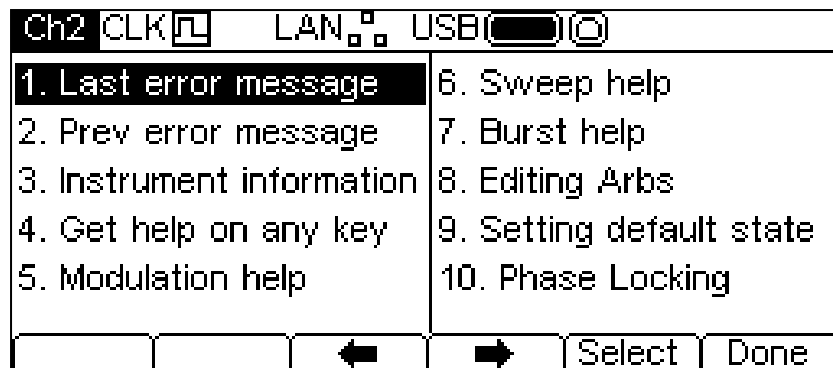 Ch2 CLK LAN USB
1. Last error message
2. Prev error message
3. Instrument information
4. Get help on any key
5. Modulation help
6. Sweep help
7. Burst help
8. Editing Arbs
9. Setting default state
10. Phase Locking
Select Done